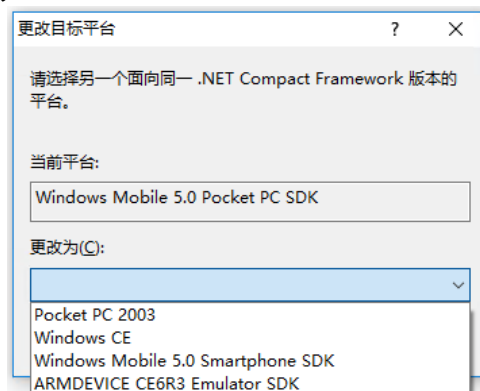 更改目标平台
?
×
请选择另一个面向同一 .NET Compact Framework 版本的
平台。
当前平台:
Windows Mobile 5.0 Pocket PC SDK
更改为(C):
Pocket PC 2003
Windows CE
Windows Mobile 5.0 Smartphone SDK
ARMDEVICE CE6R3 Emulator SDK